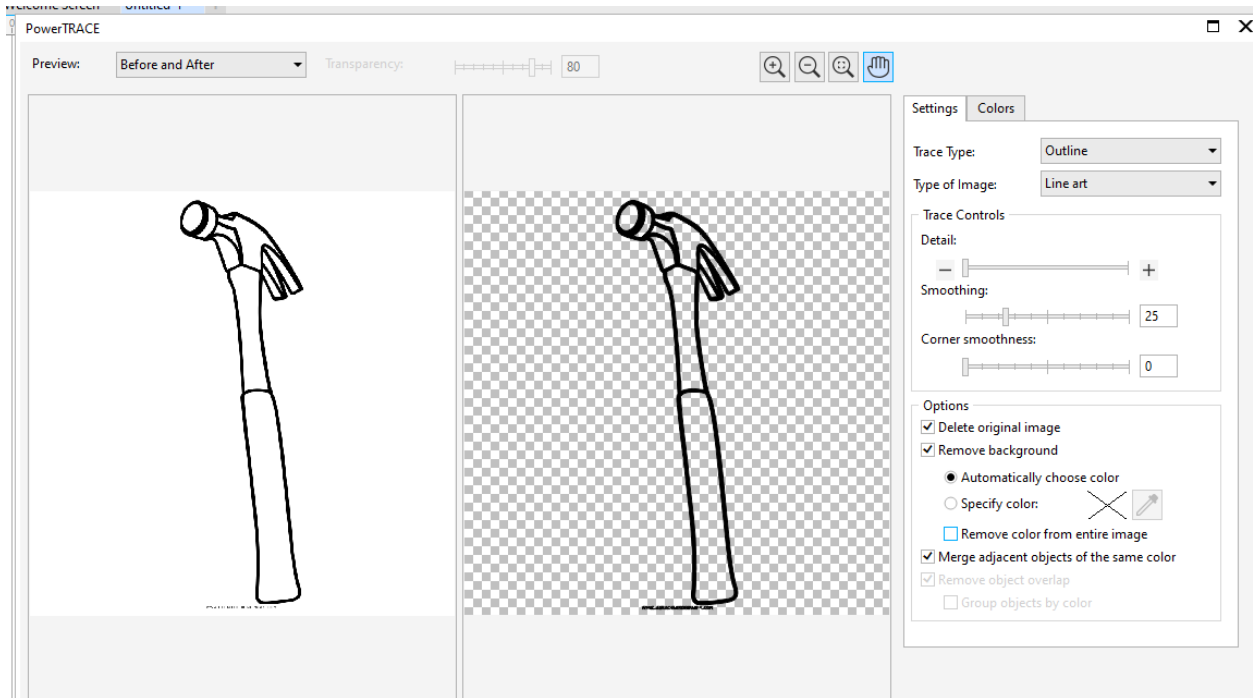 Welcome Screen Untitled-1
PowerTRACE
Preview: Before and After Transparency: 80
Settings Colors
Trace Type: Outline
Type of Image: Line art
Trace Controls
Detail:
Smoothing:
25
Corner smoothness:
0
Options
Delete original image
Remove background
Automatically choose color
Specify color:
Remove color from entire image
Merge adjacent objects of the same color
Remove object overlap
Group objects by color